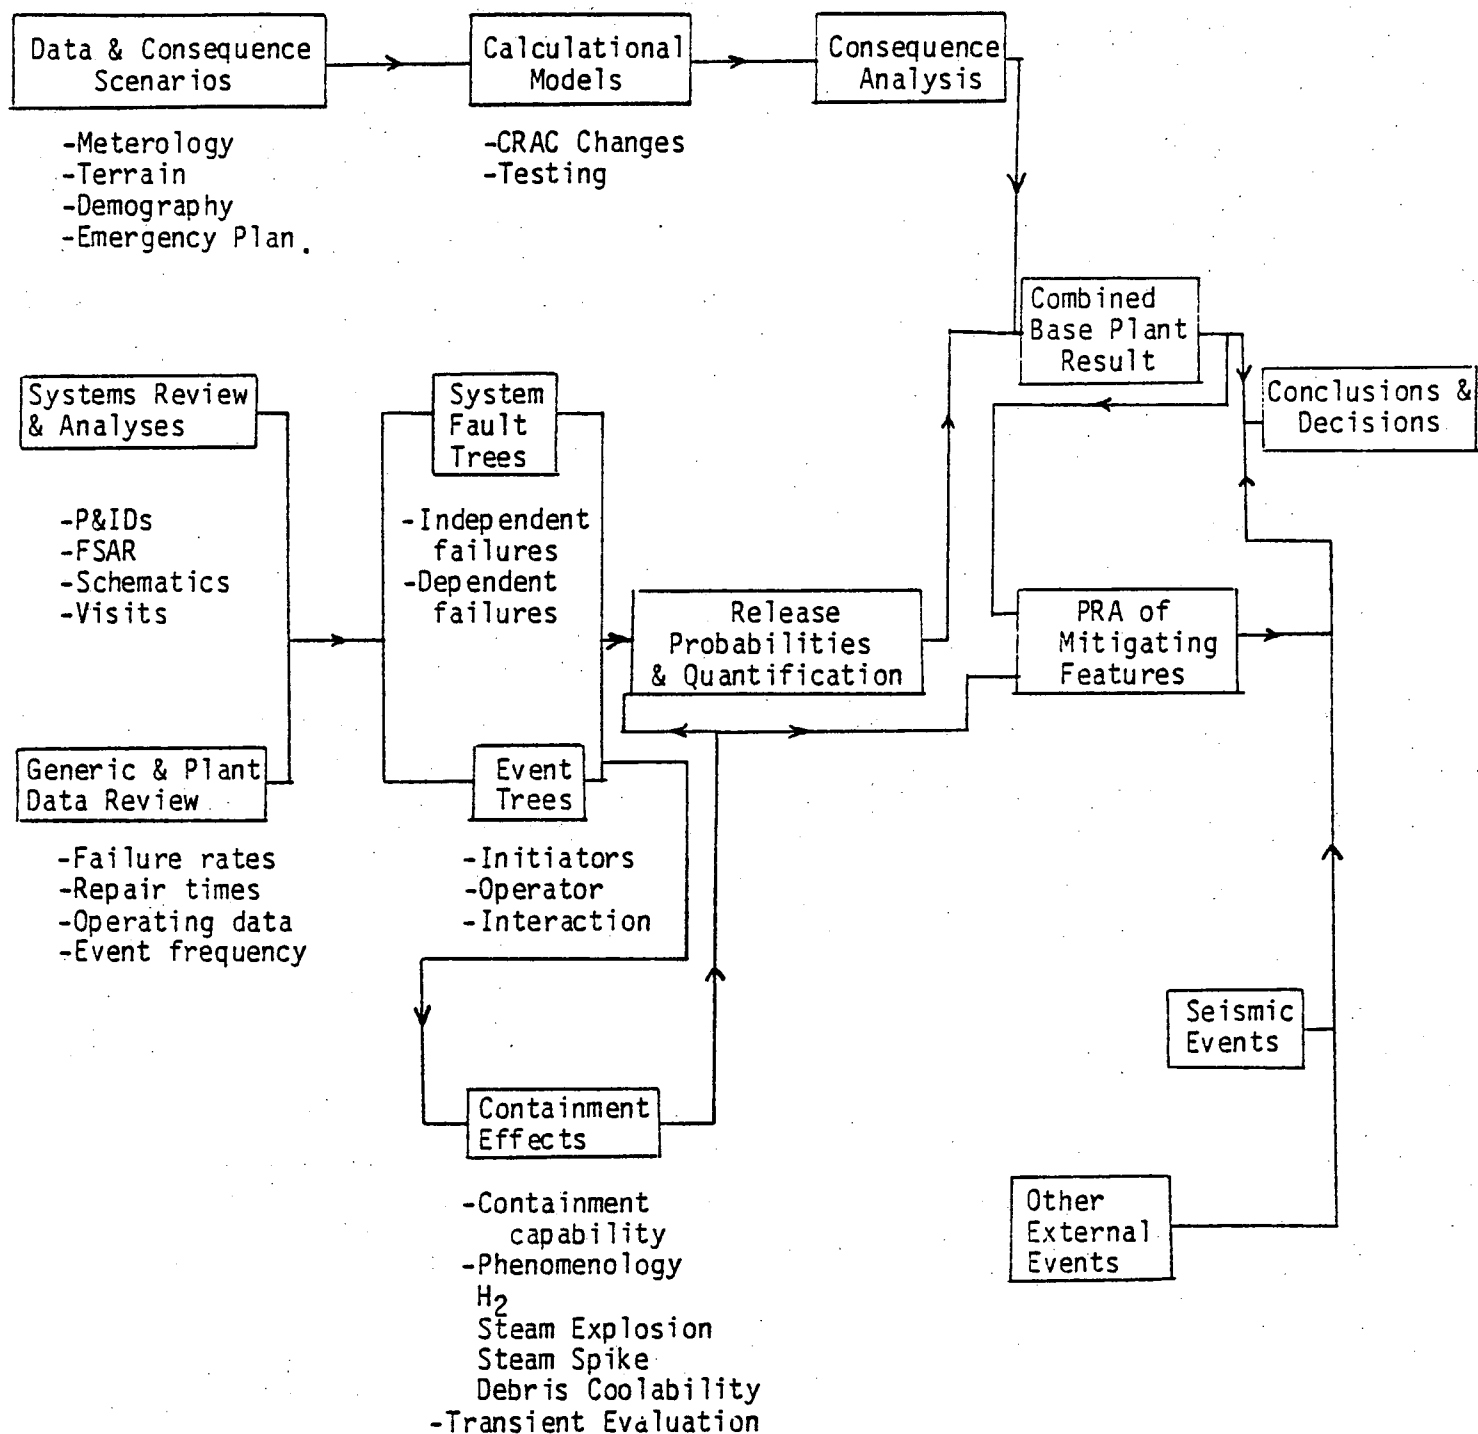 Data & Consequence
Scenarios
-Meterology
-Terrain
-Demography
-Emergency Plan.
Calculational
Models
-CRAC Changes
-Testing
Consequence
Analysis
Combined
Base Plant
Result
Conclusions &
Decisions
Systems Review
& Analyses
-P&IDs
-FSAR
-Schematics
-Visits
System
Fault
Trees
-Independent
failures
-Dependent
failures
Release
Probabilities
& Quantification
PRA of
Mitigating
Features
Generic & Plant
Data Review
-Failure rates
-Repair times
-Operating data
-Event frequency
Event
Trees
-Initiators
-Operator
-Interaction
Seismic
Events
Containment
Effects
-Containment
capability
-Phenomenology
H2
Steam Explosion
Steam Spike
Debris Coolability
-Transient Evaluation
Other
External
Events